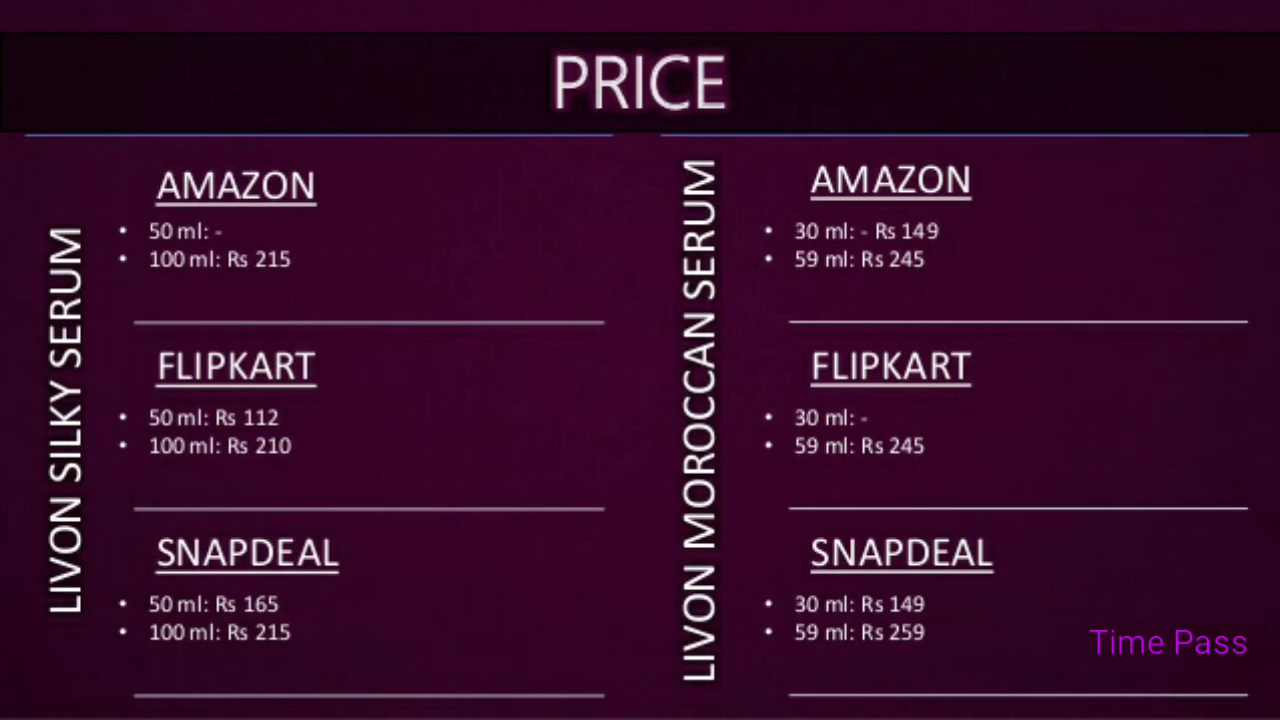 PRICE
LIVON SILKY SERUM
AMAZON
• 50 ml: -
• 100 ml: Rs 215
FLIPKART
• 50 ml: Rs 112
• 100 ml: Rs 210
SNAPDEAL
• 50 ml: Rs 165
• 100 ml: Rs 215
LIVON MOROCCAN SERUM
AMAZON
• 30 ml: - Rs 149
• 59 ml: Rs 245
FLIPKART
• 30 ml: -
• 59 ml: Rs 245
SNAPDEAL
• 30 ml: Rs 149
• 59 ml: Rs 259
Time Pass